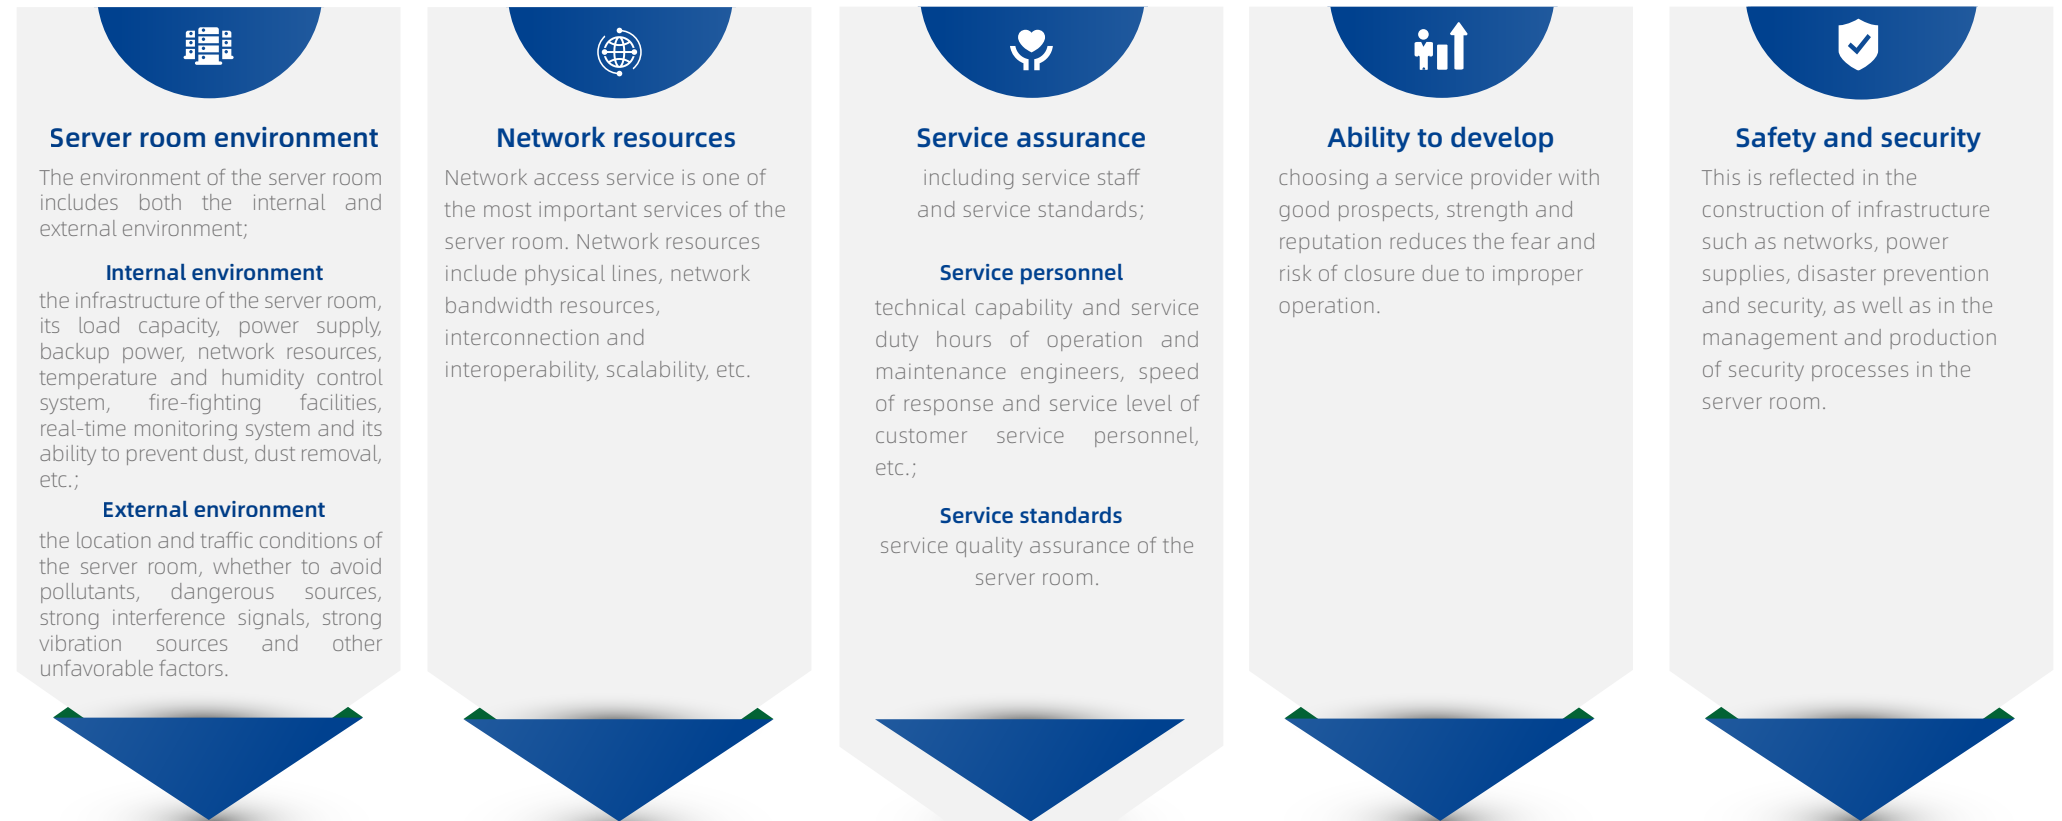 Server room environment
The environment of the server room
includes both the internal and
external environment;
Internal environment
the infrastructure of the server room,
its load capacity, power supply,
backup power, network resources,
temperature and humidity control
system, fire-fighting facilities,
real-time monitoring system and its
ability to prevent dust, dust removal,
etc.;
External environment
the location and traffic conditions of
the server room, whether to avoid
pollutants, dangerous sources,
strong interference signals, strong
vibration sources and other
unfavorable factors.
Network resources
Network access service is one of
the most important services of the
server room. Network resources
include physical lines, network
bandwidth resources,
interconnection and
interoperability, scalability, etc.
Service assurance
including service staff
and service standards;
Service personnel
technical capability and service
duty hours of operation and
maintenance engineers, speed
of response and service level of
customer service personnel,
etc.;
Service standards
service quality assurance of the
server room.
Ability to develop
choosing a service provider with
good prospects, strength and
reputation reduces the fear and
risk of closure due to improper
operation.
Safety and security
This is reflected in the
construction of infrastructure
such as networks, power
supplies, disaster prevention
and security, as well as in the
management and production
of security processes in the
server room.